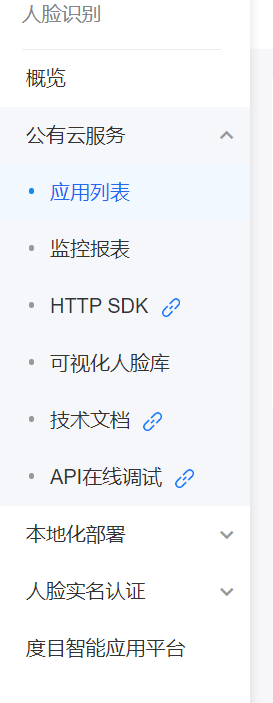 人脸识别
概览
公有云服务
应用列表
监控报表
HTTP SDK
可视化人脸库
技术文档
API在线调试
本地化部署
人脸实名认证
度目智能应用平台